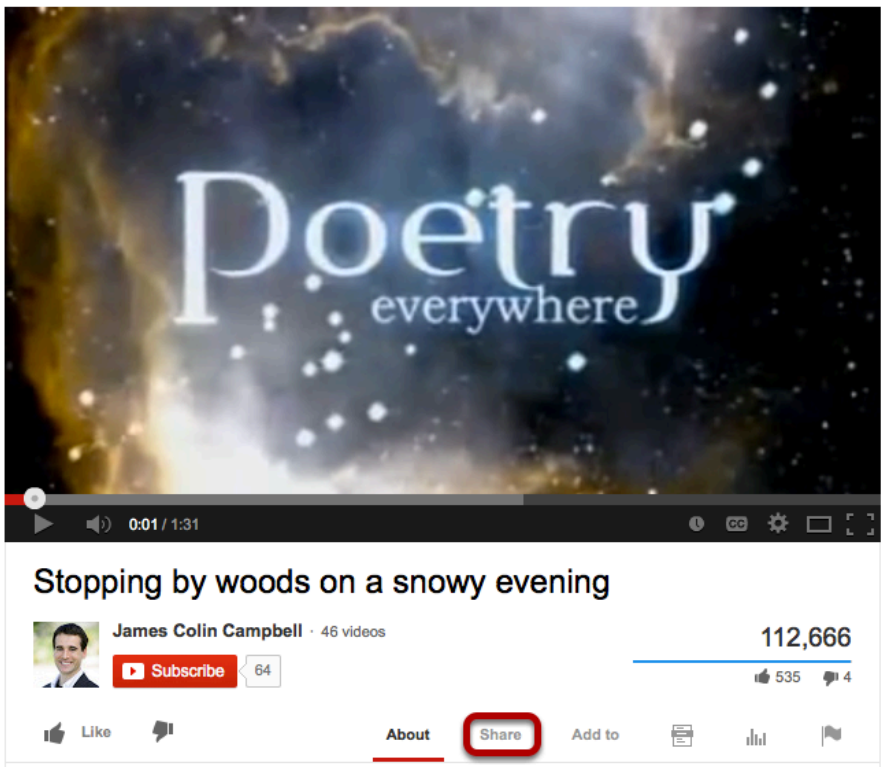 Poetry
everywhere
0:01 / 1:31
CC
Stopping by woods on a snowy evening
James Colin Campbell · 46 videos
112,666
Subscribe 64
535 4
Like
About Share Add to